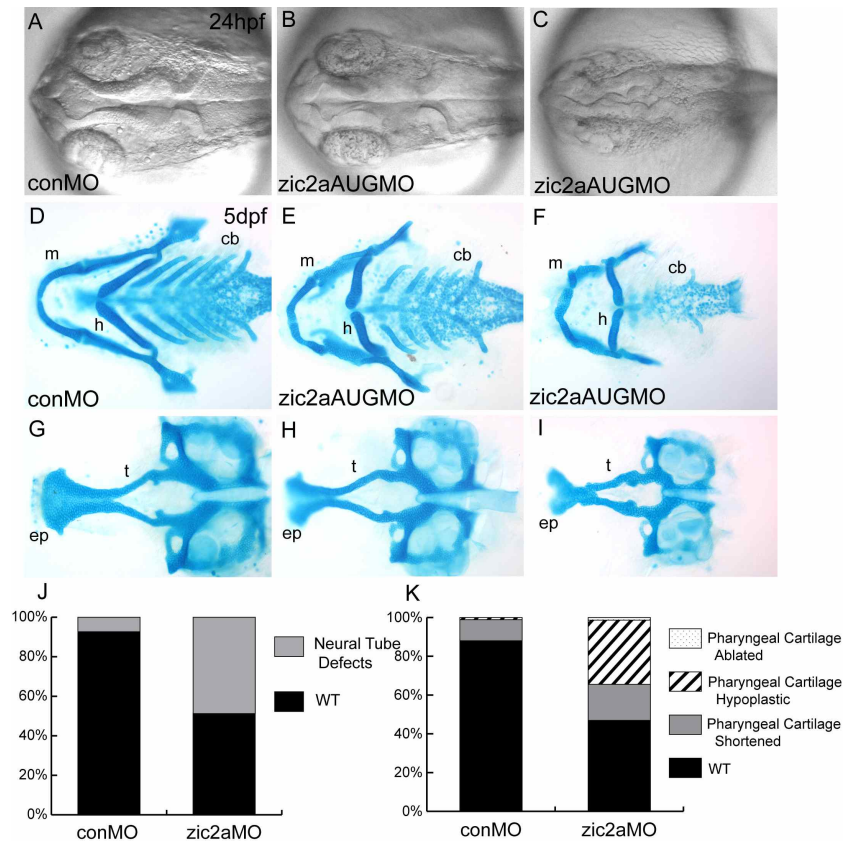 A
24hpf
conMO
B
zic2aAUGMO
C
zic2aAUGMO
D
5dpf
m
cb
h
conMO
E
m
cb
h
zic2aAUGMO
F
m
cb
h
zic2aAUGMO
G
t
ep
H
t
ep
I
t
ep
J
100%
80%
60%
40%
20%
0%
conMO
zic2aMO
Neural Tube
Defects
WT
K
100%
80%
60%
40%
20%
0%
conMO
zic2aMO
Pharyngeal Cartilage
Ablated
Pharyngeal Cartilage
Hypoplastic
Pharyngeal Cartilage
Shortened
WT